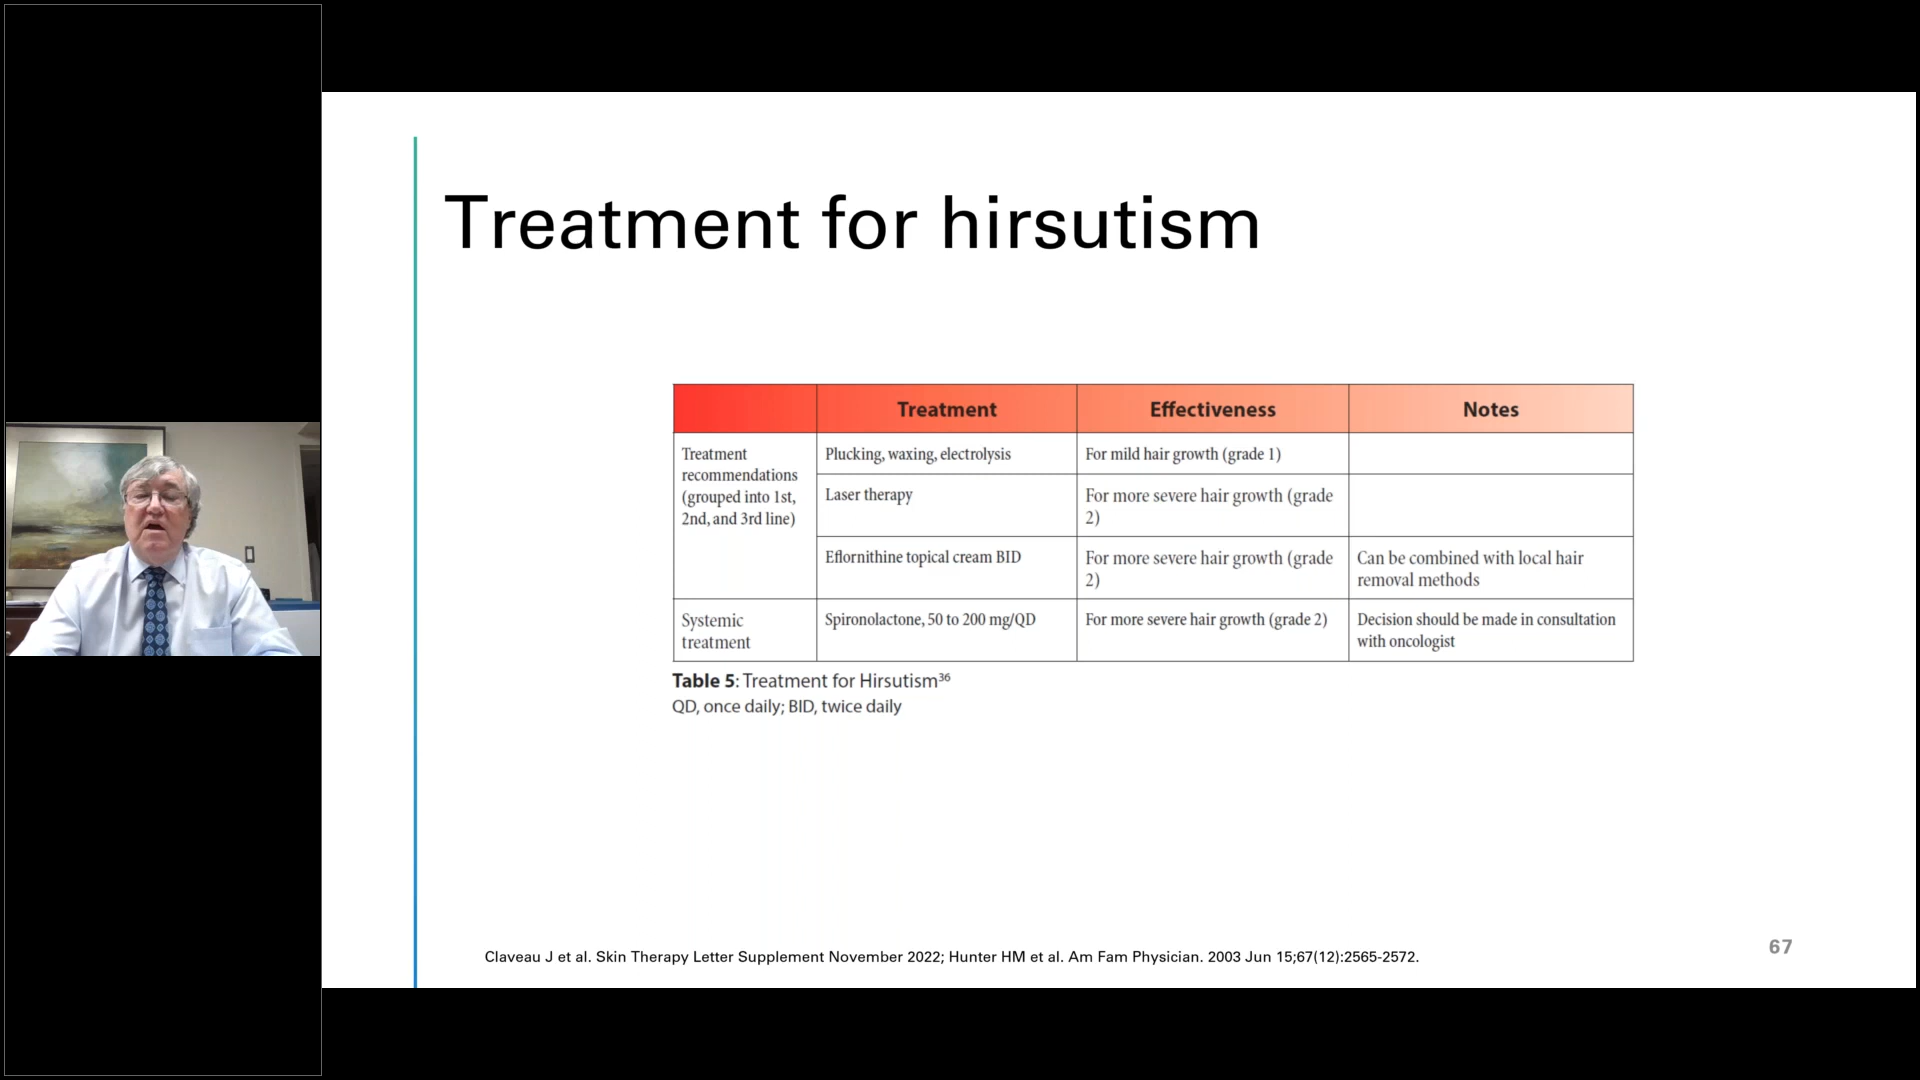 Treatment for hirsutism
Treatment
Effectiveness
Notes
Treatment
recommendations
(grouped into 1st,
2nd, and 3rd line)
Plucking, waxing, electrolysis
For mild hair growth (grade 1)
Laser therapy
For more severe hair growth (grade
2)
Eflornithine topical cream BID
For more severe hair growth (grade
2)
Can be combined with local hair
removal methods
Systemic
treatment
Spironolactone, 50 to 200 mg/QD
For more severe hair growth (grade 2)
Decision should be made in consultation
with oncologist
Table 5: Treatment for Hirsutism³⁶
QD, once daily; BID, twice daily
Claveau J et al. Skin Therapy Letter Supplement November 2022; Hunter HM et al. Am Fam Physician. 2003 Jun 15;67(12):2565-2572.
67